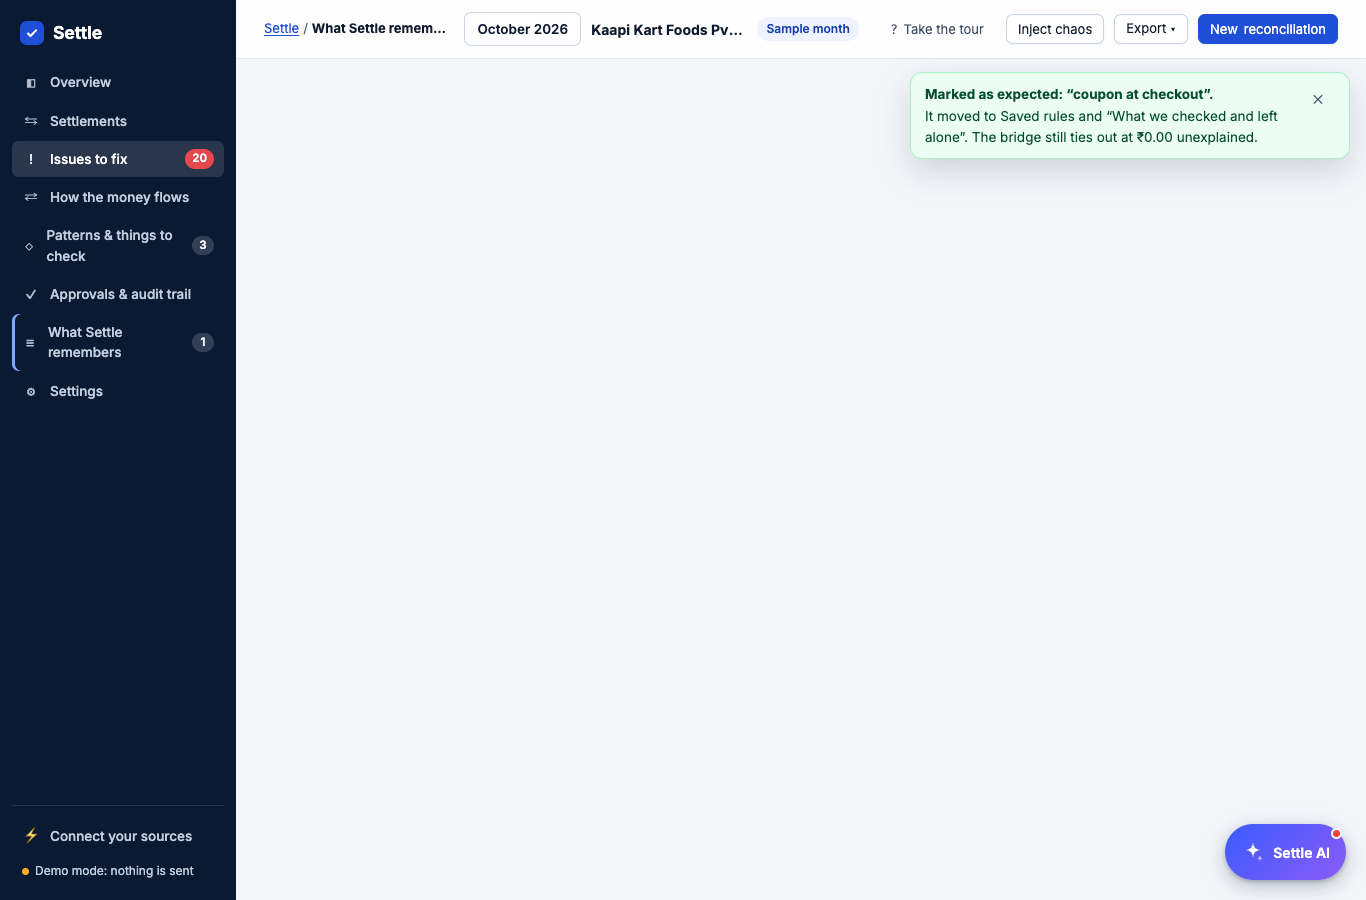 Settle
Overview
Settlements
Issues to fix 20
How the money flows
Patterns & things to
check
3
Approvals & audit trail
What Settle
remembers
1
Settings
Connect your sources
Demo mode: nothing is sent
Settle / What Settle remem...
October 2026
Kaapi Kart Foods Pv...
Sample month
? Take the tour
Inject chaos
Export
New reconciliation
Marked as expected: “coupon at checkout”.
It moved to Saved rules and “What we checked and left
alone”. The bridge still ties out at ₹0.00 unexplained.
Settle AI